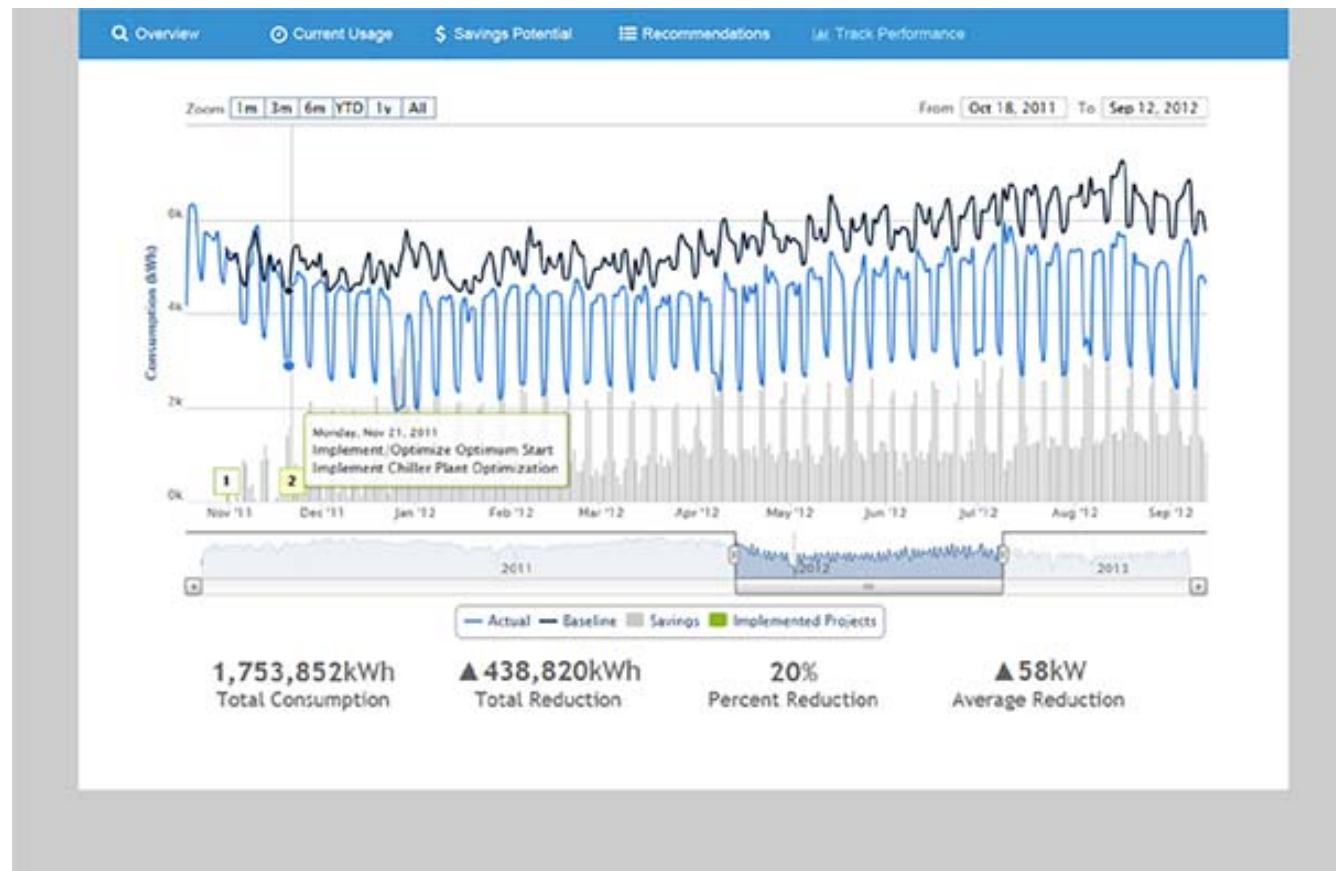 Overview Current Usage $ Savings Potential Recommendations Track Performance
Zoom 1m 3m 6m YTD 1y All From Oct 18, 2011 To Sep 12, 2012
Consumption (kWh)
6k
4k
2k
0k
Monday, Nov 21, 2011
Implement/Optimize Optimum Start
Implement Chiller Plant Optimization
1 2
Nov '11 Dec '11 Jan '12 Feb '12 Mar '12 Apr '12 May '12 Jun '12 Jul '12 Aug '12 Sep '12
2011 2012 2013
Actual Baseline Savings Implemented Projects
1,753,852kWh ▲438,820kWh 20% ▲58kW
Total Consumption Total Reduction Percent Reduction Average Reduction